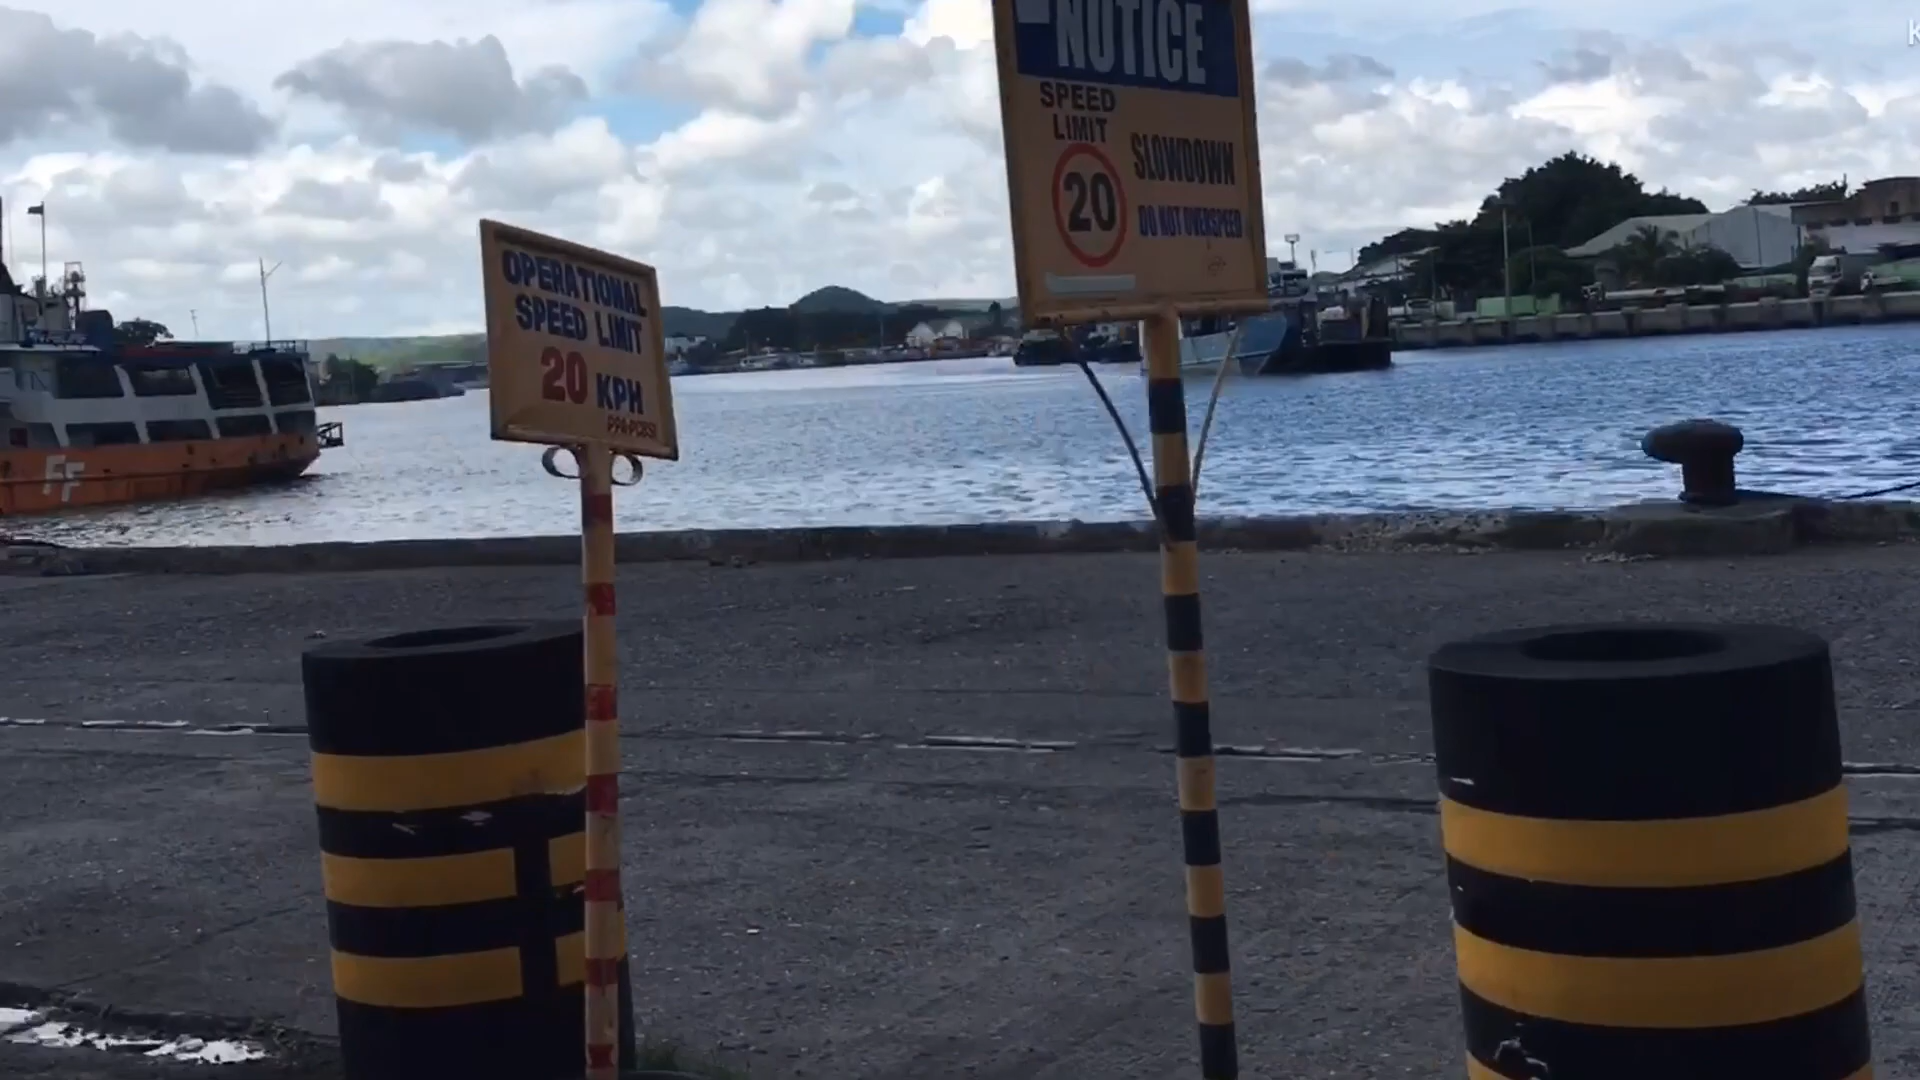 NOTICE
SPEED
LIMIT
20
SLOWDOWN
DO NOT OVERSPEED
OPERATIONAL
SPEED LIMIT
20 KPH
FF
K